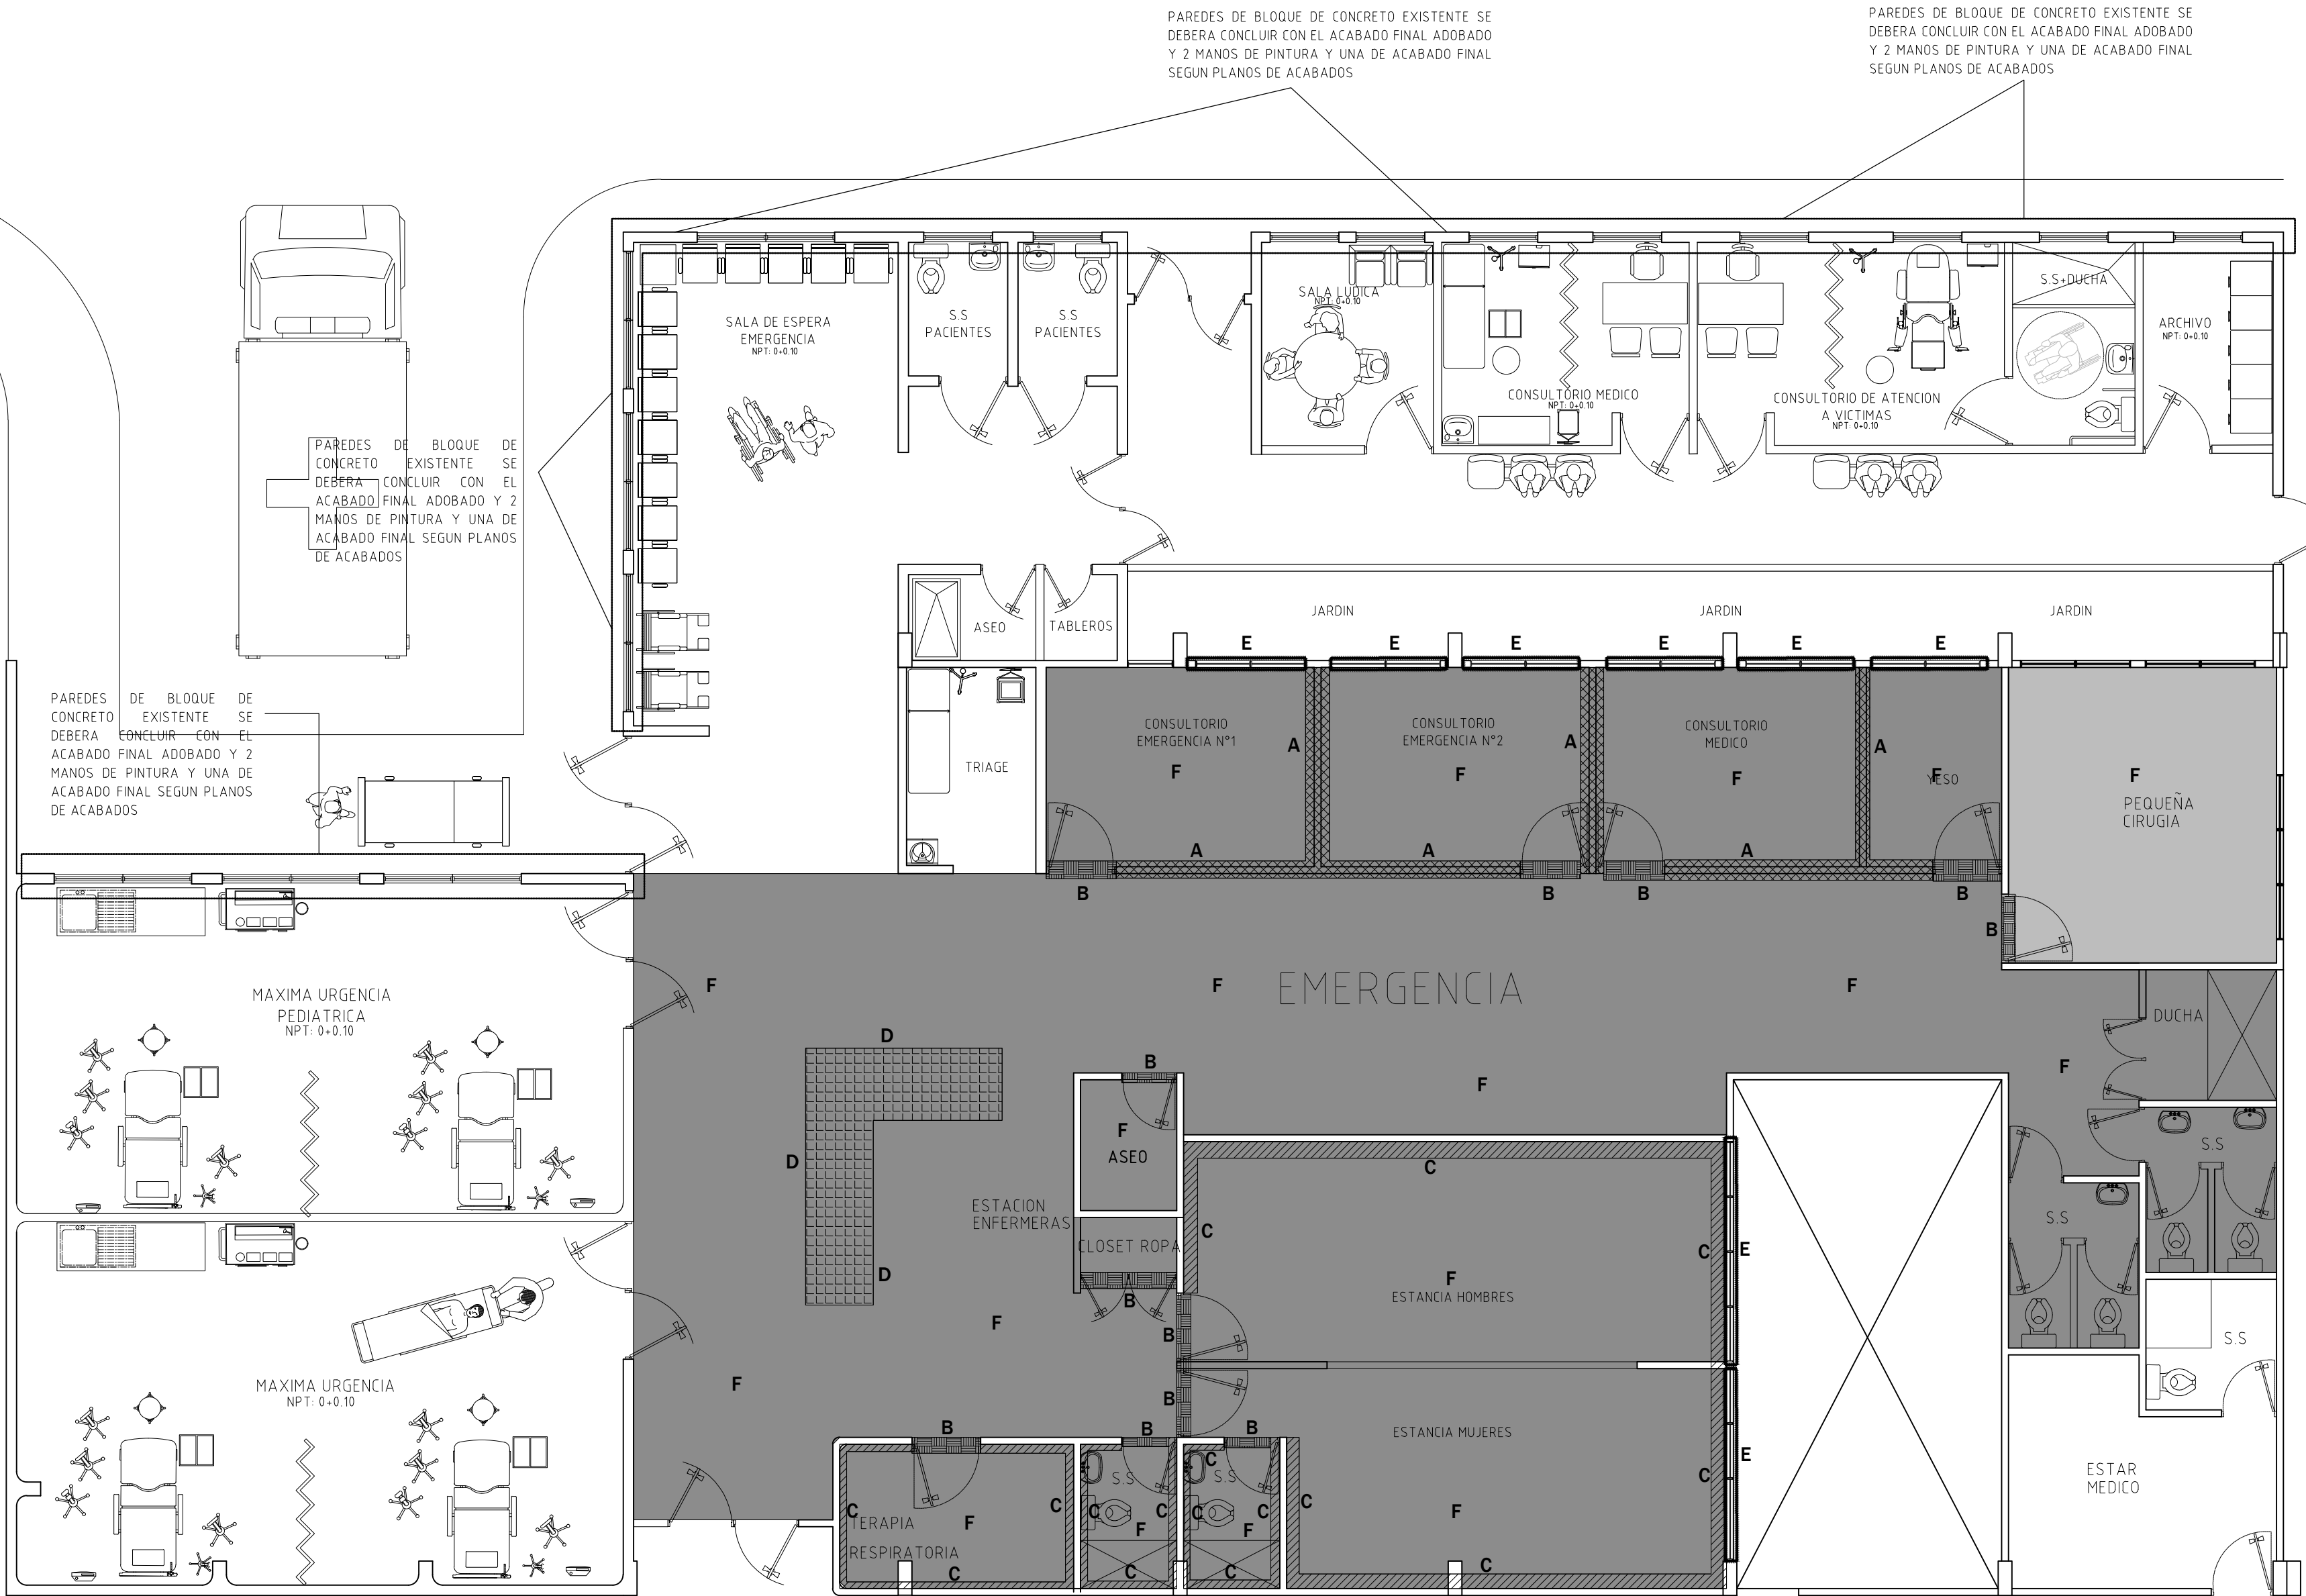 PAREDES DE BLOQUE DE CONCRETO EXISTENTE SE
DEBERA CONCLUIR CON EL ACABADO FINAL ADOBADO
Y 2 MANOS DE PINTURA Y UNA DE ACABADO FINAL
SEGUN PLANOS DE ACABADOS
PAREDES DE BLOQUE DE CONCRETO EXISTENTE SE
DEBERA CONCLUIR CON EL ACABADO FINAL ADOBADO
Y 2 MANOS DE PINTURA Y UNA DE ACABADO FINAL
SEGUN PLANOS DE ACABADOS
SALA DE ESPERA
EMERGENCIA
NPT: 0+0.10
S.S
PACIENTES
S.S
PACIENTES
SALA LUDICA
NPT: 0+0.10
CONSULTORIO MEDICO
NPT: 0+0.10
CONSULTORIO DE ATENCION
A VICTIMAS
NPT: 0+0.10
S.S+DUCHA
ARCHIVO
NPT: 0+0.10
PAREDES DE BLOQUE DE
CONCRETO EXISTENTE SE
DEBERA CONCLUIR CON EL
ACABADO FINAL ADOBADO Y 2
MANOS DE PINTURA Y UNA DE
ACABADO FINAL SEGUN PLANOS
DE ACABADOS
ASEO
TABLEROS
JARDIN
JARDIN
JARDIN
E
E
E
E
E
E
PAREDES DE BLOQUE DE
CONCRETO EXISTENTE SE
DEBERA CONCLUIR CON EL
ACABADO FINAL ADOBADO Y 2
MANOS DE PINTURA Y UNA DE
ACABADO FINAL SEGUN PLANOS
DE ACABADOS
TRIAGE
CONSULTORIO
EMERGENCIA N°1
F
A
CONSULTORIO
EMERGENCIA N°2
F
A
CONSULTORIO
MEDICO
F
A
YESO
F
F
PEQUEÑA
CIRUGIA
A
A
A
B
B
B
B
B
MAXIMA URGENCIA
PEDIATRICA
NPT: 0+0.10
F
F
EMERGENCIA
F
DUCHA
D
B
F
F
F
ASEO
D
C
S.S
ESTACION
ENFERMERAS
C
S.S
CLOSET ROPA
C
E
D
B
F
ESTANCIA HOMBRES
F
B
S.S
MAXIMA URGENCIA
NPT: 0+0.10
F
B
B
B
B
ESTANCIA MUJERES
E
C
S.S
C
S.S
C
ESTAR
MEDICO
C
C
C
C
C
C
C
F
TERAPIA
RESPIRATORIA
F
F
F
C
C
C
C